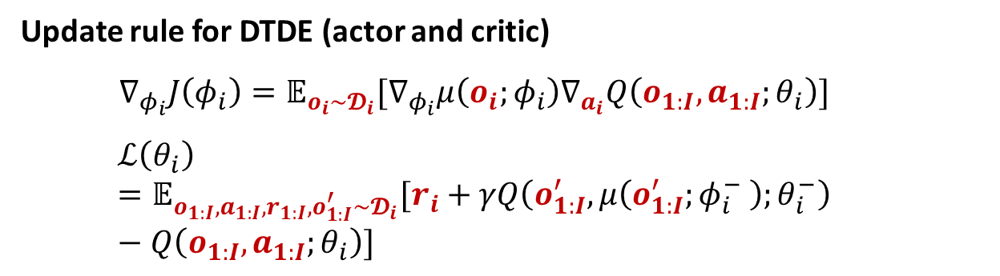 Update rule for DTDE (actor and critic)
∇_{ϕ_i} J(ϕ_i) = 𝔼_{o_i~𝒟_i}[∇_{ϕ_i} μ(o_i; ϕ_i)∇_{a_i} Q(o_{1:I}, a_{1:I}; θ_i)]
ℒ(θ_i)
= 𝔼_{o_{1:I},a_{1:I},r_{1:I},o′_{1:I}~𝒟_i}[r_i + γQ(o′_{1:I}, μ(o′_{1:I}; ϕ_i^−); θ_i^−)
− Q(o_{1:I}, a_{1:I}; θ_i)]